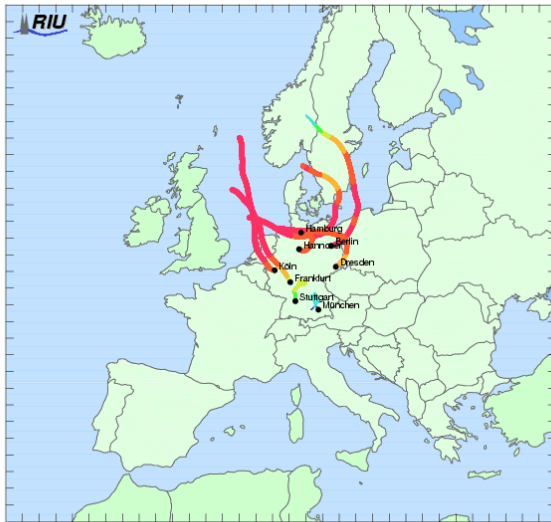 RIU
Hamburg
Hannover
Berlin
Köln
Dresden
Frankfurt
Stuttgart
München